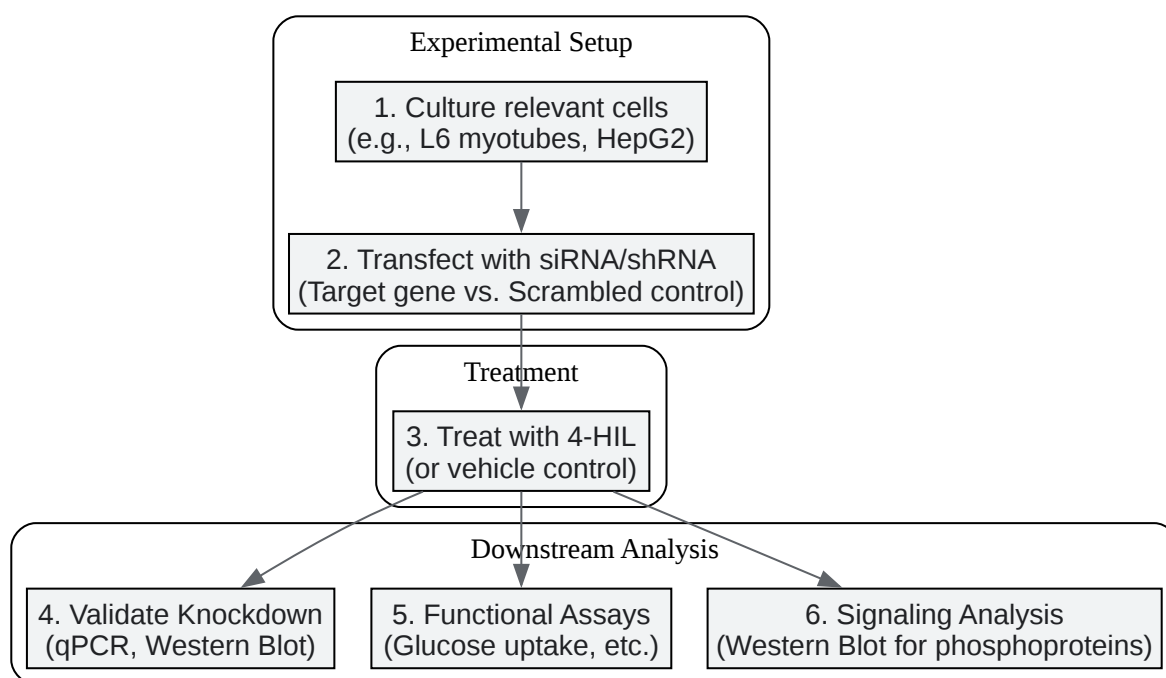 Experimental Setup
1. Culture relevant cells
(e.g., L6 myotubes, HepG2)
2. Transfect with siRNA/shRNA
(Target gene vs. Scrambled control)
Treatment
3. Treat with 4-HIL
(or vehicle control)
Downstream Analysis
4. Validate Knockdown
(qPCR, Western Blot)
5. Functional Assays
(Glucose uptake, etc.)
6. Signaling Analysis
(Western Blot for phosphoproteins)